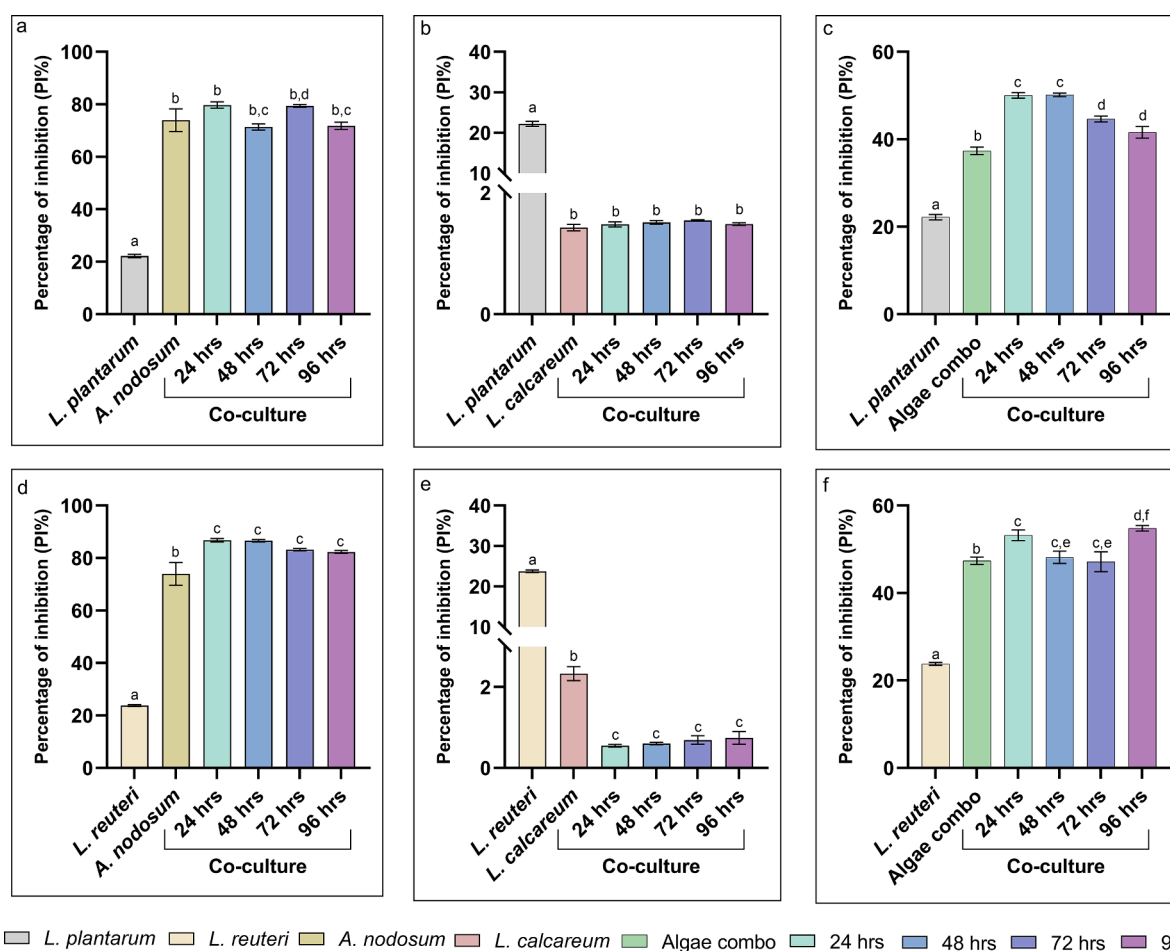 a
Percentage of inhibition (PI%)
100
80
60
40
20
0
a
b
b
b,c
b,d
b,c
L. plantarum
A. nodosum
24 hrs
48 hrs
72 hrs
96 hrs
Co-culture
b
Percentage of inhibition (PI%)
40
30
20
10
2
0
a
b
b
b
b
b
L. plantarum
L. calcareum
24 hrs
48 hrs
72 hrs
96 hrs
Co-culture
c
Percentage of inhibition (PI%)
60
40
20
0
a
b
c
c
d
d
L. plantarum
Algae combo
24 hrs
48 hrs
72 hrs
96 hrs
Co-culture
d
Percentage of inhibition (PI%)
100
80
60
40
20
0
a
b
c
c
c
c
L. reuteri
A. nodosum
24 hrs
48 hrs
72 hrs
96 hrs
Co-culture
e
Percentage of inhibition (PI%)
40
30
20
10
2
0
a
b
c
c
c
c
L. reuteri
L. calcareum
24 hrs
48 hrs
72 hrs
96 hrs
Co-culture
f
Percentage of inhibition (PI%)
60
40
20
0
a
b
c
c,e
c,e
d,f
L. reuteri
Algae combo
24 hrs
48 hrs
72 hrs
96 hrs
Co-culture
L. plantarum L. reuteri A. nodosum L. calcareum Algae combo 24 hrs 48 hrs 72 hrs